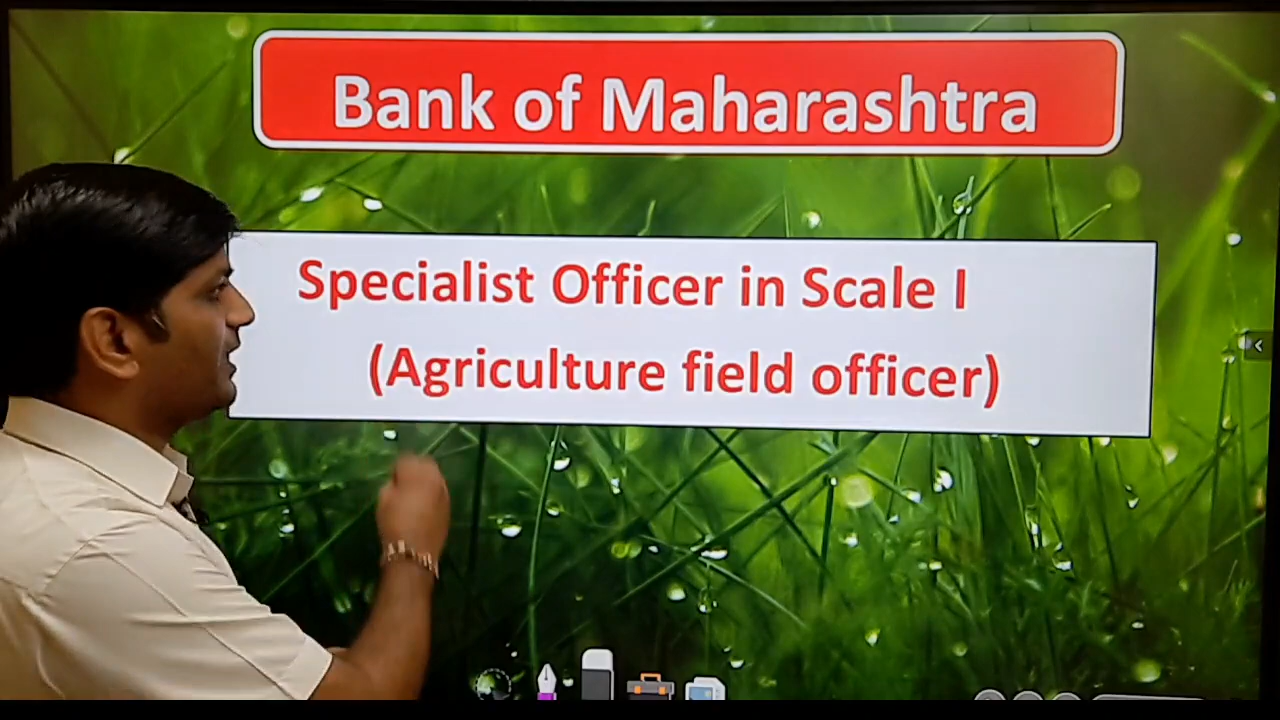 Bank of Maharashtra
Specialist Officer in Scale I
(Agriculture field officer)